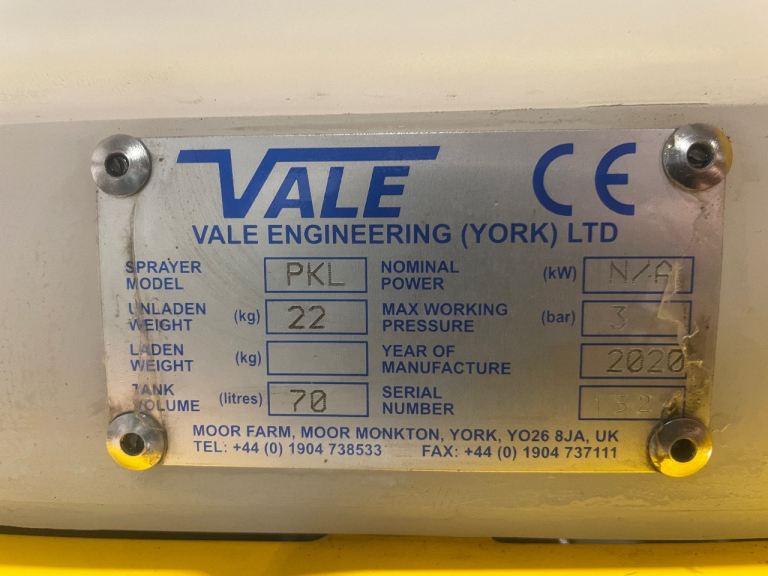 VALE CE
VALE ENGINEERING (YORK) LTD
SPRAYER MODEL PKL NOMINAL POWER (kW) N/A
UNLADEN WEIGHT (kg) 22 MAX WORKING PRESSURE (bar) 3
LADEN WEIGHT (kg) YEAR OF MANUFACTURE 2020
TANK VOLUME (litres) 70 SERIAL NUMBER
MOOR FARM, MOOR MONKTON, YORK, YO26 8JA, UK
TEL: +44 (0) 1904 738533 FAX: +44 (0) 1904 737111